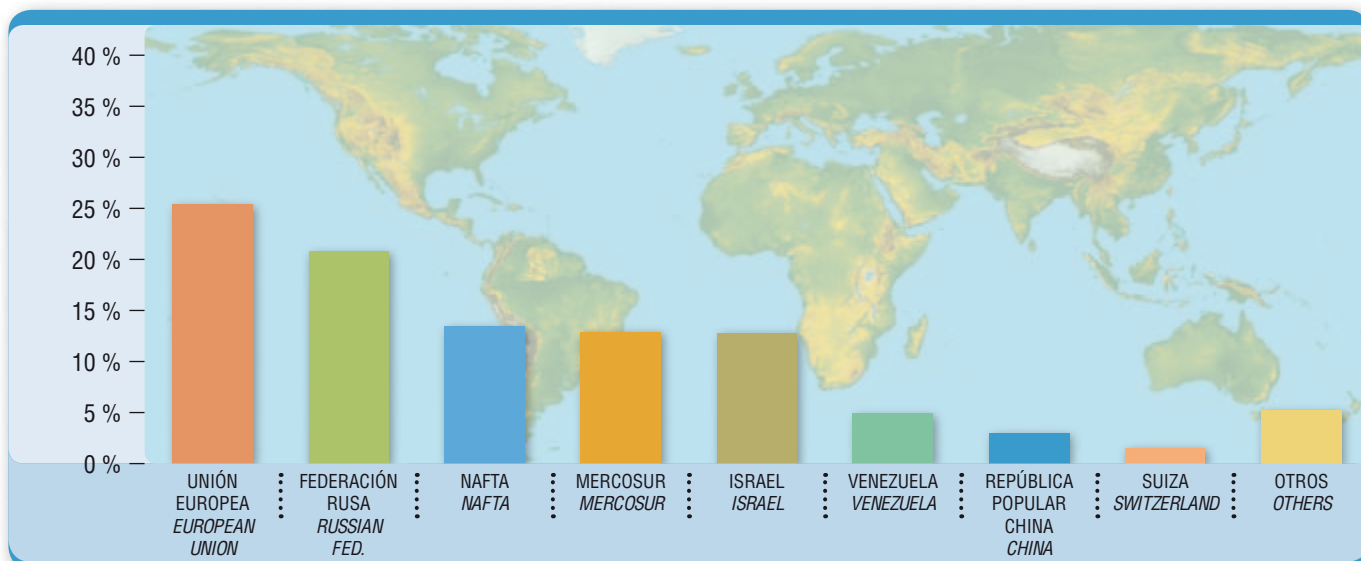 40 %
35 %
30 %
25 %
20 %
15 %
10 %
5 %
0 %
UNIÓN
EUROPEA
EUROPEAN
UNION
FEDERACIÓN
RUSA
RUSSIAN
FED.
NAFTA
NAFTA
MERCOSUR
MERCOSUR
ISRAEL
ISRAEL
VENEZUELA
VENEZUELA
REPÚBLICA
POPULAR
CHINA
CHINA
SUIZA
SWITZERLAND
OTROS
OTHERS